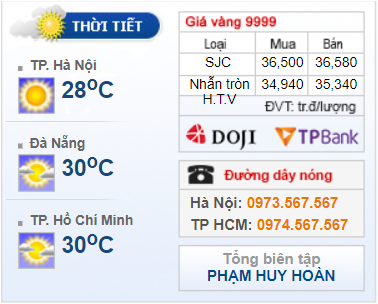 THỜI TIẾT
TP. Hà Nội
28°C
Đà Nẵng
30°C
TP. Hồ Chí Minh
30°C
Giá vàng 9999
Loại Mua Bán
SJC 36,500 36,580
Nhẫn tròn 34,940 35,340
H.T.V
ĐVT: tr.đ/lượng
DOJI TPBank
Đường dây nóng
Hà Nội: 0973.567.567
TP HCM: 0974.567.567
Tổng biên tập
PHẠM HUY HOÀN